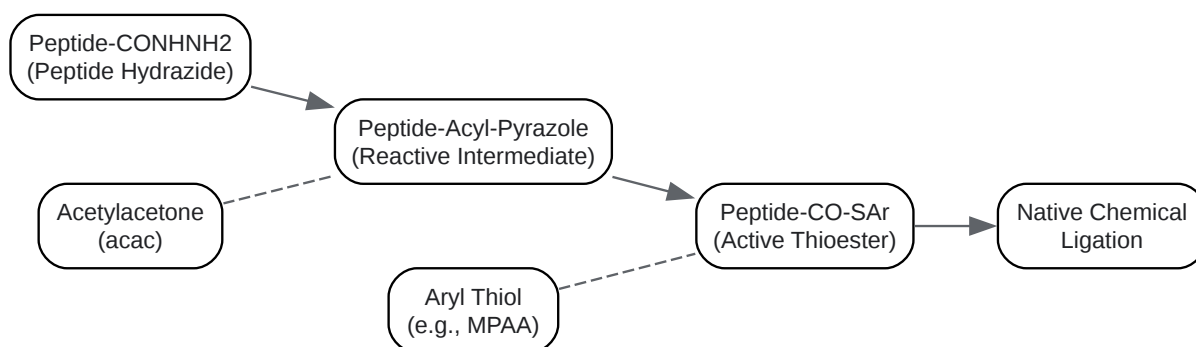 Peptide-CONHNH2
(Peptide Hydrazide)
Peptide-Acyl-Pyrazole
(Reactive Intermediate)
Acetylacetone
(acac)
Peptide-CO-SAr
(Active Thioester)
Native Chemical
Ligation
Aryl Thiol
(e.g., MPAA)